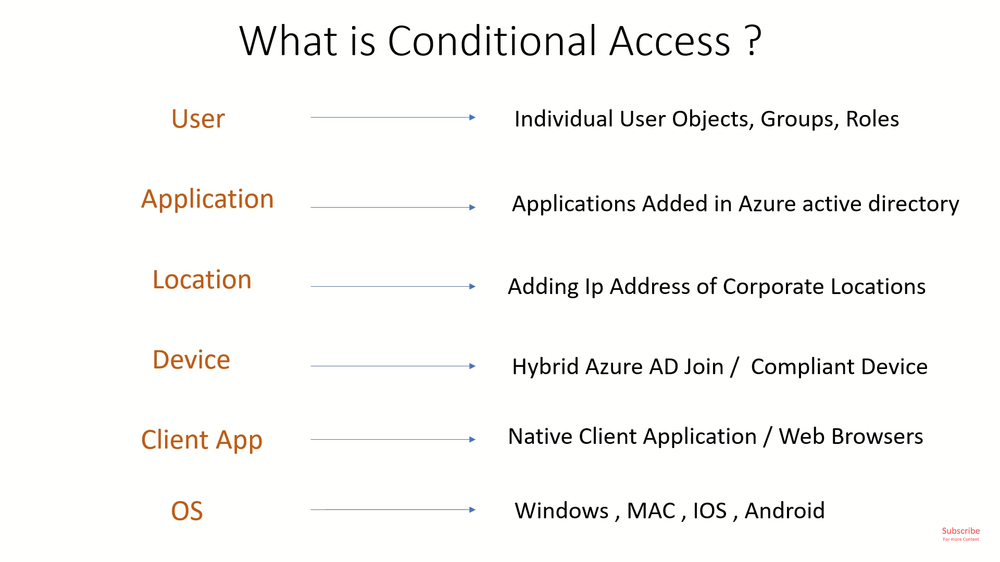 What is Conditional Access ?
User
Individual User Objects, Groups, Roles
Application
Applications Added in Azure active directory
Location
Adding Ip Address of Corporate Locations
Device
Hybrid Azure AD Join /  Compliant Device
Client App
Native Client Application / Web Browsers
OS
Windows , MAC , IOS , Android
Subscribe
For more Content